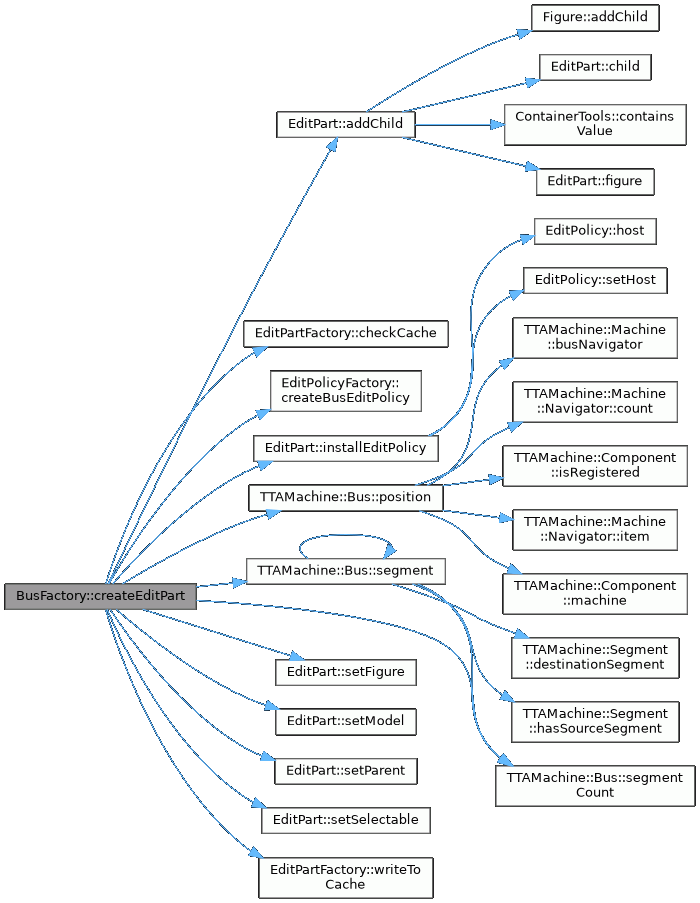 Figure::addChild
EditPart::child
EditPart::addChild
ContainerTools::contains
Value
EditPart::figure
EditPolicy::host
EditPolicy::setHost
EditPartFactory::checkCache
TTAMachine::Machine
::busNavigator
EditPolicyFactory::
createBusEditPolicy
TTAMachine::Machine
::Navigator::count
EditPart::installEditPolicy
TTAMachine::Component
::isRegistered
TTAMachine::Bus::position
TTAMachine::Machine
::Navigator::item
TTAMachine::Bus::segment
TTAMachine::Component
::machine
BusFactory::createEditPart
TTAMachine::Segment
::destinationSegment
EditPart::setFigure
TTAMachine::Segment
::hasSourceSegment
EditPart::setModel
EditPart::setParent
TTAMachine::Bus::segment
Count
EditPart::setSelectable
EditPartFactory::writeTo
Cache